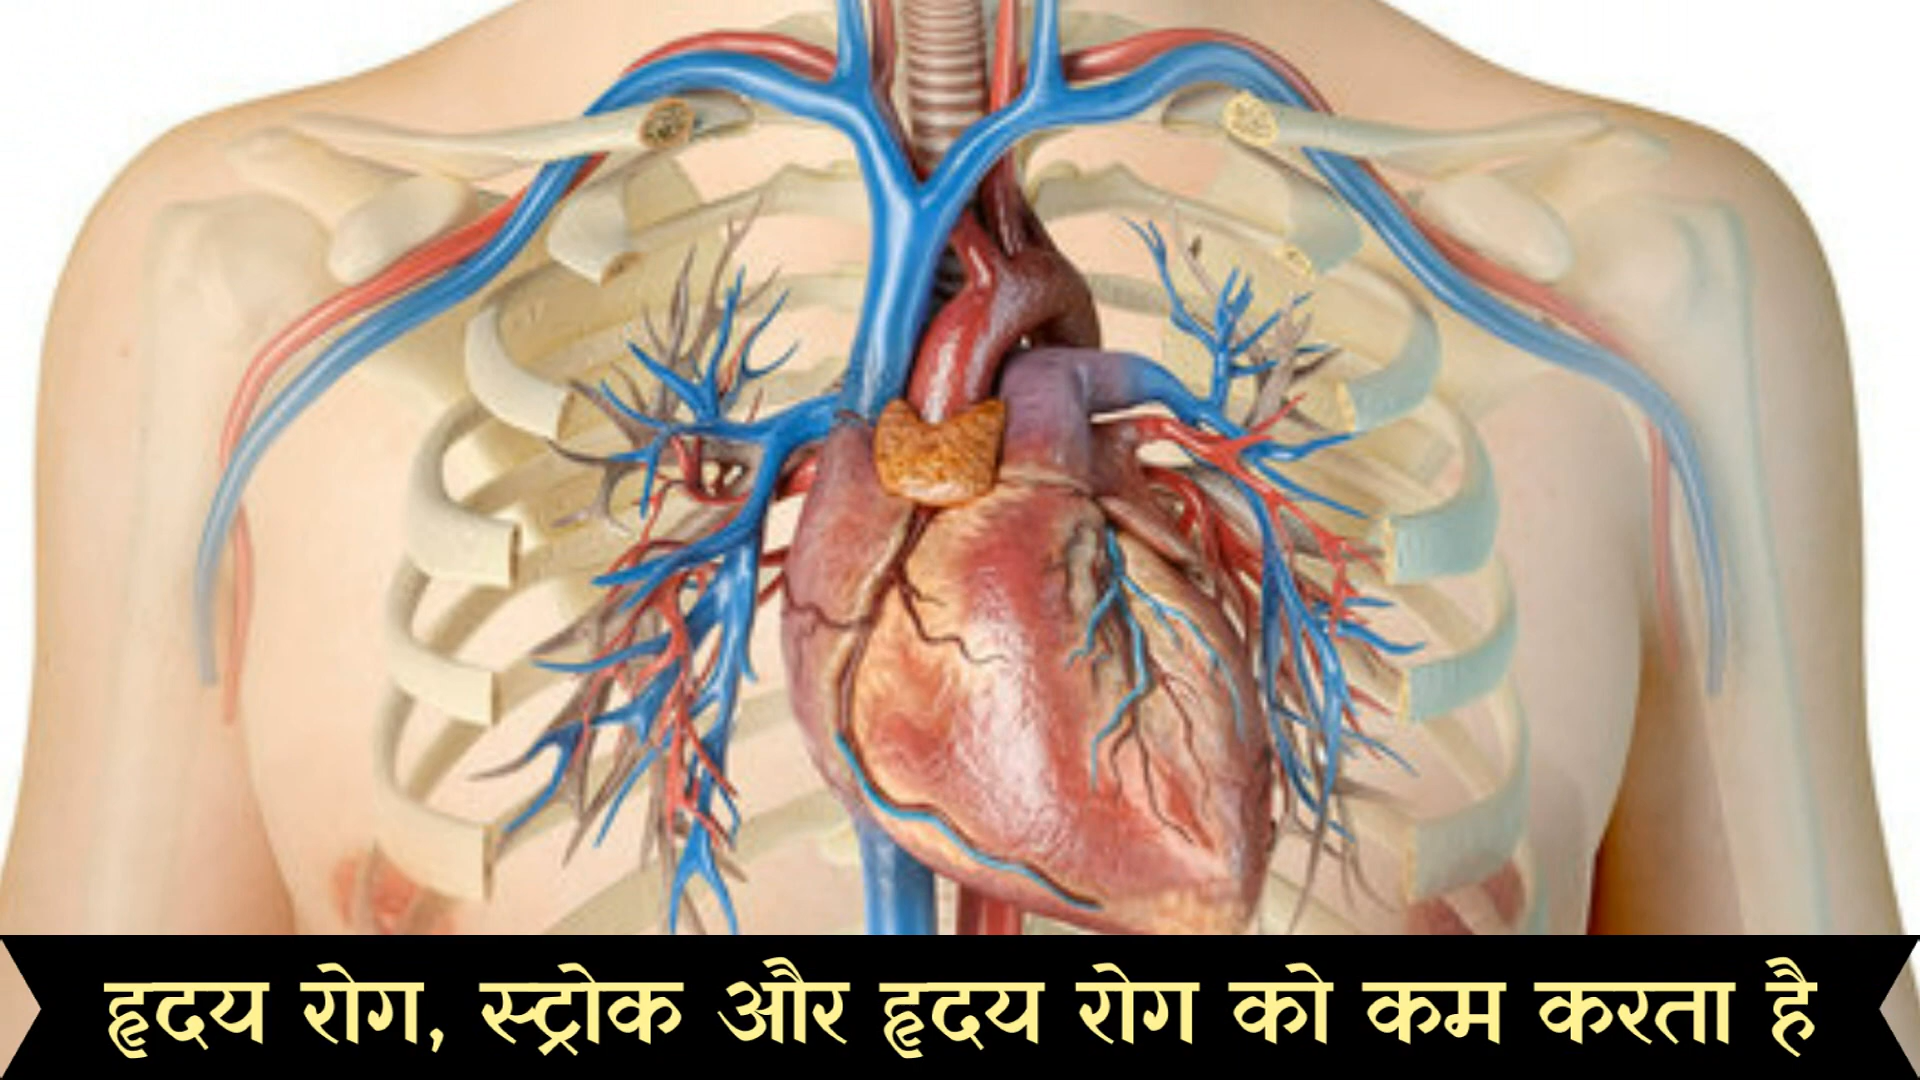 हृदय रोग, स्ट्रोक और हृदय रोग को कम करता है